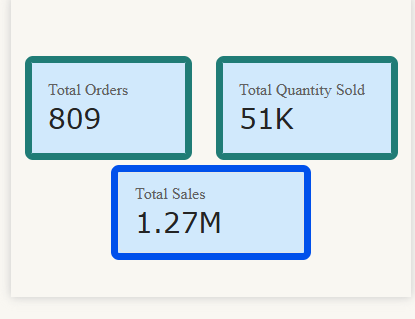 Total Orders
809
Total Quantity Sold
51K
Total Sales
1.27M